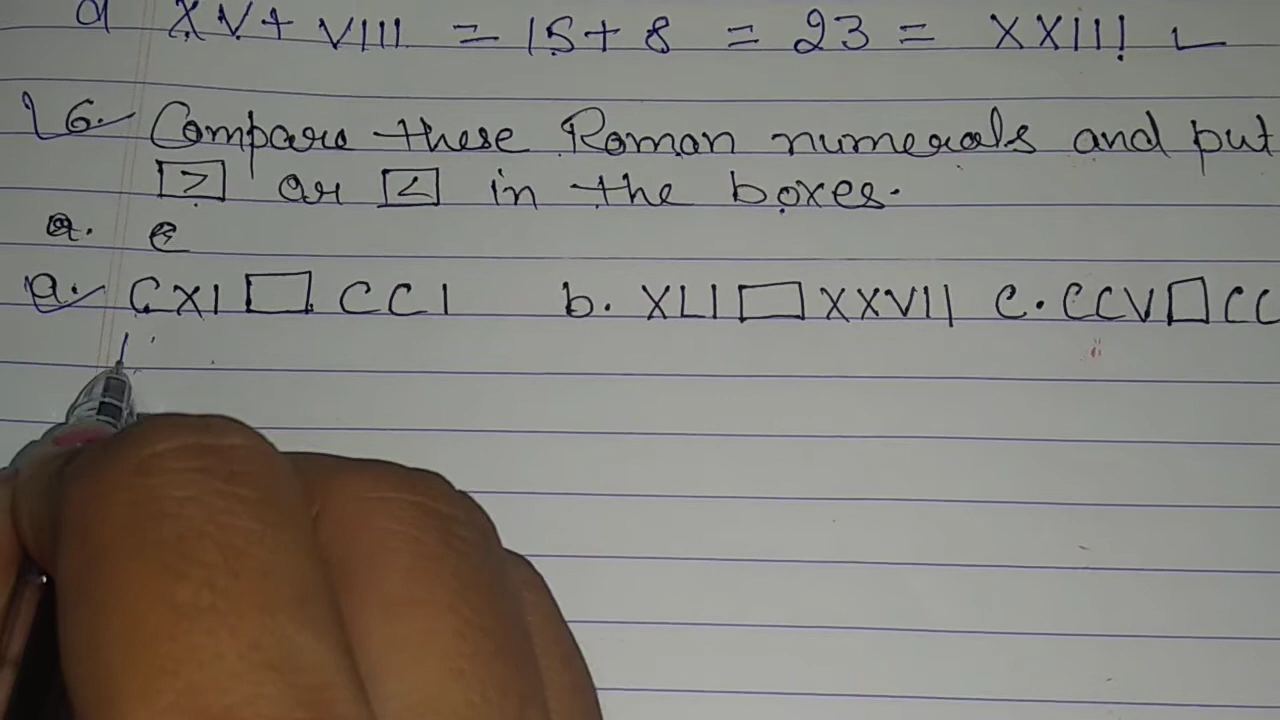 d XV+ VIII = 15+ 8 = 23 = XXIII
16. Compare these Roman numerals and put
> or < in the boxes.
a. c
a. CXI □ CCI b. XLI □ XXVII c. CCV □ CC